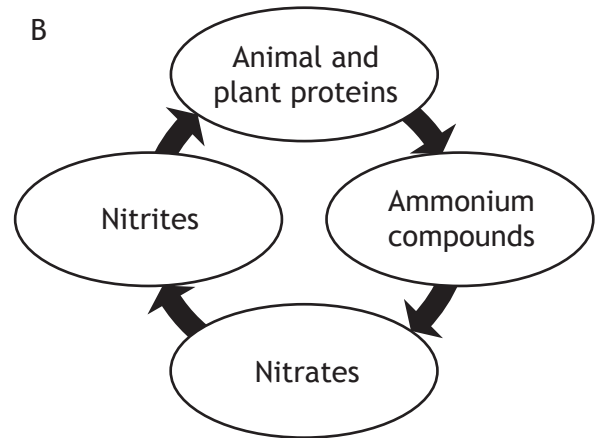 B
Animal and
plant proteins
Nitrites
Ammonium
compounds
Nitrates